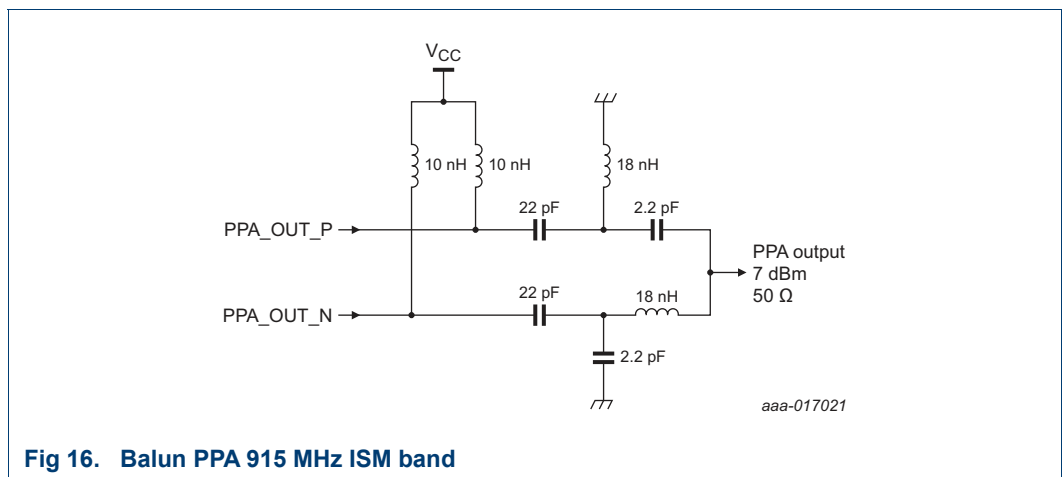 VCC
10 nH
10 nH
18 nH
22 pF
2.2 pF
PPA_OUT_P
PPA output
7 dBm
50 Ω
22 pF
18 nH
PPA_OUT_N
2.2 pF
aaa-017021
Fig 16. Balun PPA 915 MHz ISM band